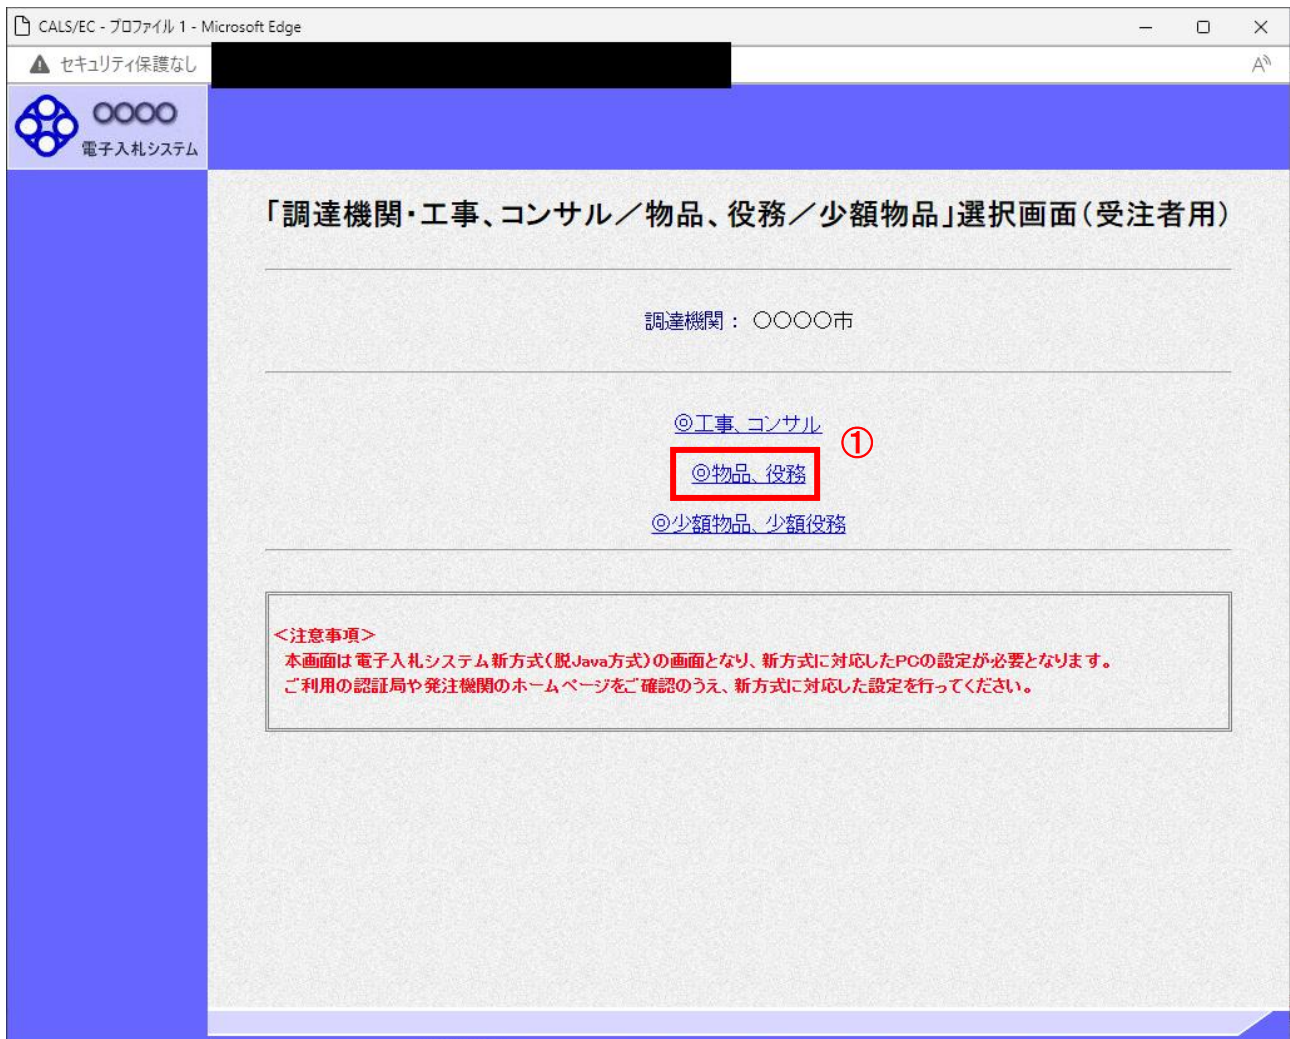 CALS/EC - プロファイル 1 - Microsoft Edge
セキュリティ保護なし
○○○○
電子入札システム
「調達機関・工事、コンサル／物品、役務／少額物品」選択画面（受注者用）
調達機関： ○○○○市
◎工事、コンサル
①
◎物品、役務
◎少額物品、少額役務
＜注意事項＞
本画面は電子入札システム新方式（脱Java方式）の画面となり、新方式に対応したPCの設定が必要となります。
ご利用の認証局や発注機関のホームページをご確認のうえ、新方式に対応した設定を行ってください。